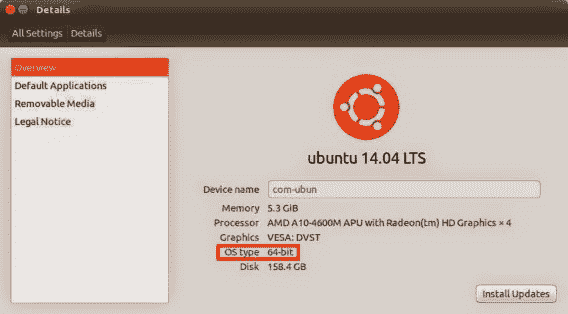 Details
All Settings Details
Overview
Default Applications
Removable Media
Legal Notice
ubuntu 14.04 LTS
Device name com-ubun
Memory 5.3 GiB
Processor AMD A10-4600M APU with Radeon(tm) HD Graphics × 4
Graphics VESA: DVST
OS type 64-bit
Disk 158.4 GB
Install Updates